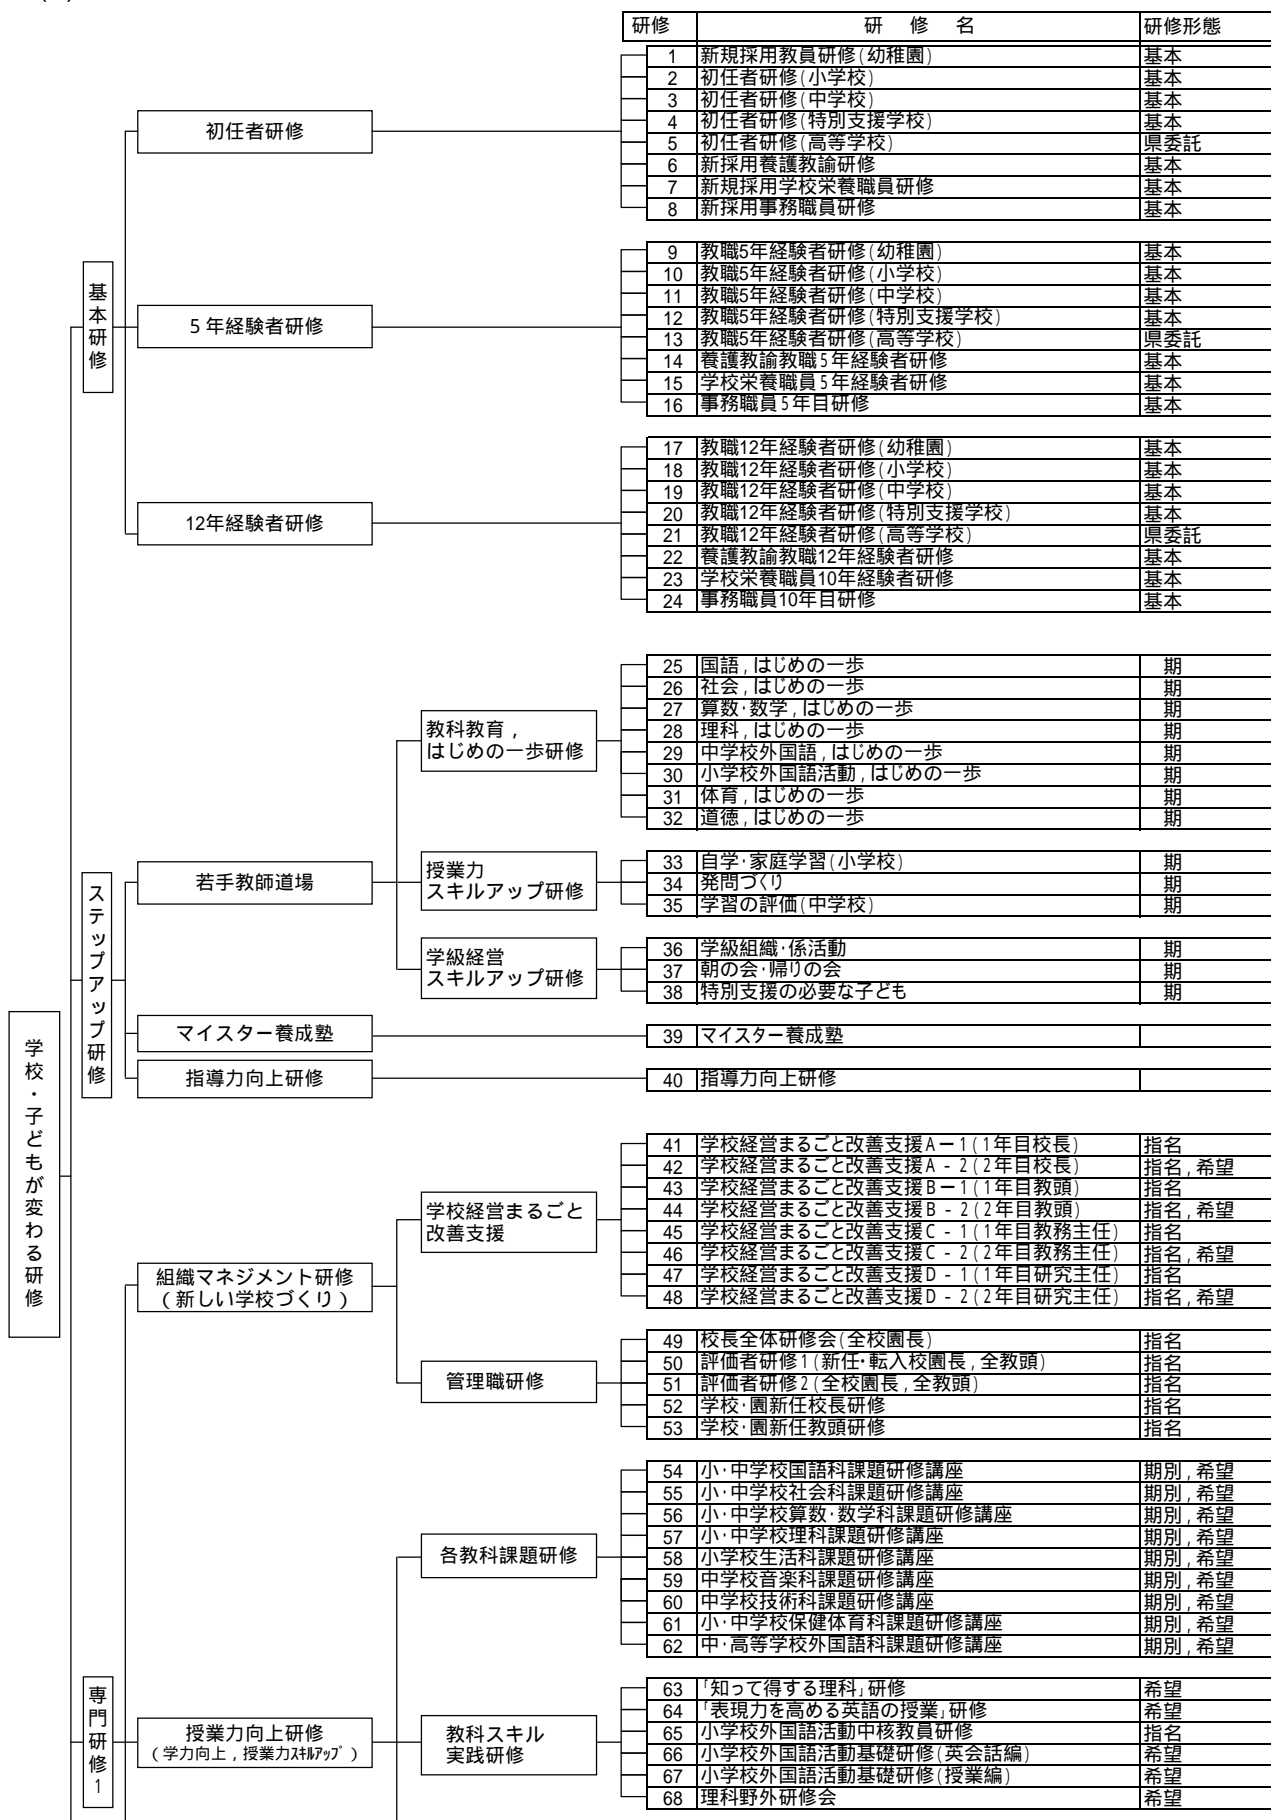 研修 研　修　名 研修形態
1 新規採用教員研修(幼稚園) 基本
2 初任者研修(小学校) 基本
3 初任者研修(中学校) 基本
4 初任者研修(特別支援学校) 基本
5 初任者研修(高等学校) 県委託
6 新採用養護教諭研修 基本
7 新規採用学校栄養職員研修 基本
8 新採用事務職員研修 基本
初任者研修
9 教職5年経験者研修(幼稚園) 基本
10 教職5年経験者研修(小学校) 基本
11 教職5年経験者研修(中学校) 基本
12 教職5年経験者研修(特別支援学校) 基本
13 教職5年経験者研修(高等学校) 県委託
14 養護教諭教職5年経験者研修 基本
15 学校栄養職員5年経験者研修 基本
16 事務職員5年目研修 基本
基本研修
5年経験者研修
17 教職12年経験者研修(幼稚園) 基本
18 教職12年経験者研修(小学校) 基本
19 教職12年経験者研修(中学校) 基本
20 教職12年経験者研修(特別支援学校) 基本
21 教職12年経験者研修(高等学校) 県委託
22 養護教諭教職12年経験者研修 基本
23 学校栄養職員10年経験者研修 基本
24 事務職員10年目研修 基本
12年経験者研修
25 国語,はじめの一歩 期
26 社会,はじめの一歩 期
27 算数・数学,はじめの一歩 期
28 理科,はじめの一歩 期
29 中学校外国語,はじめの一歩 期
30 小学校外国語活動,はじめの一歩 期
31 体育,はじめの一歩 期
32 道徳,はじめの一歩 期
教科教育,
はじめの一歩研修
33 自学・家庭学習(小学校) 期
34 発問づくり 期
35 学習の評価(中学校) 期
若手教師道場
授業力
スキルアップ研修
36 学級組織・係活動 期
37 朝の会・帰りの会 期
38 特別支援の必要な子ども 期
学級経営
スキルアップ研修
ステップアップ研修
マイスター養成塾
39 マイスター養成塾
指導力向上研修
40 指導力向上研修
学校・子どもが変わる研修
41 学校経営まるごと改善支援A－1(1年目校長) 指名
42 学校経営まるごと改善支援A - 2(2年目校長) 指名,希望
43 学校経営まるごと改善支援B－1(1年目教頭) 指名
44 学校経営まるごと改善支援B - 2(2年目教頭) 指名,希望
45 学校経営まるごと改善支援C - 1(1年目教務主任) 指名
46 学校経営まるごと改善支援C - 2(2年目教務主任) 指名,希望
47 学校経営まるごと改善支援D - 1(1年目研究主任) 指名
48 学校経営まるごと改善支援D - 2(2年目研究主任) 指名,希望
学校経営まるごと
改善支援
組織マネジメント研修
(新しい学校づくり)
49 校長全体研修会(全校園長) 指名
50 評価者研修1(新任・転入校園長,全教頭) 指名
51 評価者研修2(全校園長,全教頭) 指名
52 学校・園新任校長研修 指名
53 学校・園新任教頭研修 指名
管理職研修
54 小・中学校国語科課題研修講座 期別,希望
55 小・中学校社会科課題研修講座 期別,希望
56 小・中学校算数・数学科課題研修講座 期別,希望
57 小・中学校理科課題研修講座 期別,希望
58 小学校生活科課題研修講座 期別,希望
59 中学校音楽科課題研修講座 期別,希望
60 中学校技術科課題研修講座 期別,希望
61 小・中学校保健体育科課題研修講座 期別,希望
62 中・高等学校外国語科課題研修講座 期別,希望
各教科課題研修
63 「知って得する理科」研修 希望
64 「表現力を高める英語の授業」研修 希望
65 小学校外国語活動中核教員研修 指名
66 小学校外国語活動基礎研修(英会話編) 希望
67 小学校外国語活動基礎研修(授業編) 希望
68 理科野外研修会 希望
専門研修1
授業力向上研修
(学力向上,授業力ｽｷﾙｱｯﾌﾟ)
教科スキル
実践研修